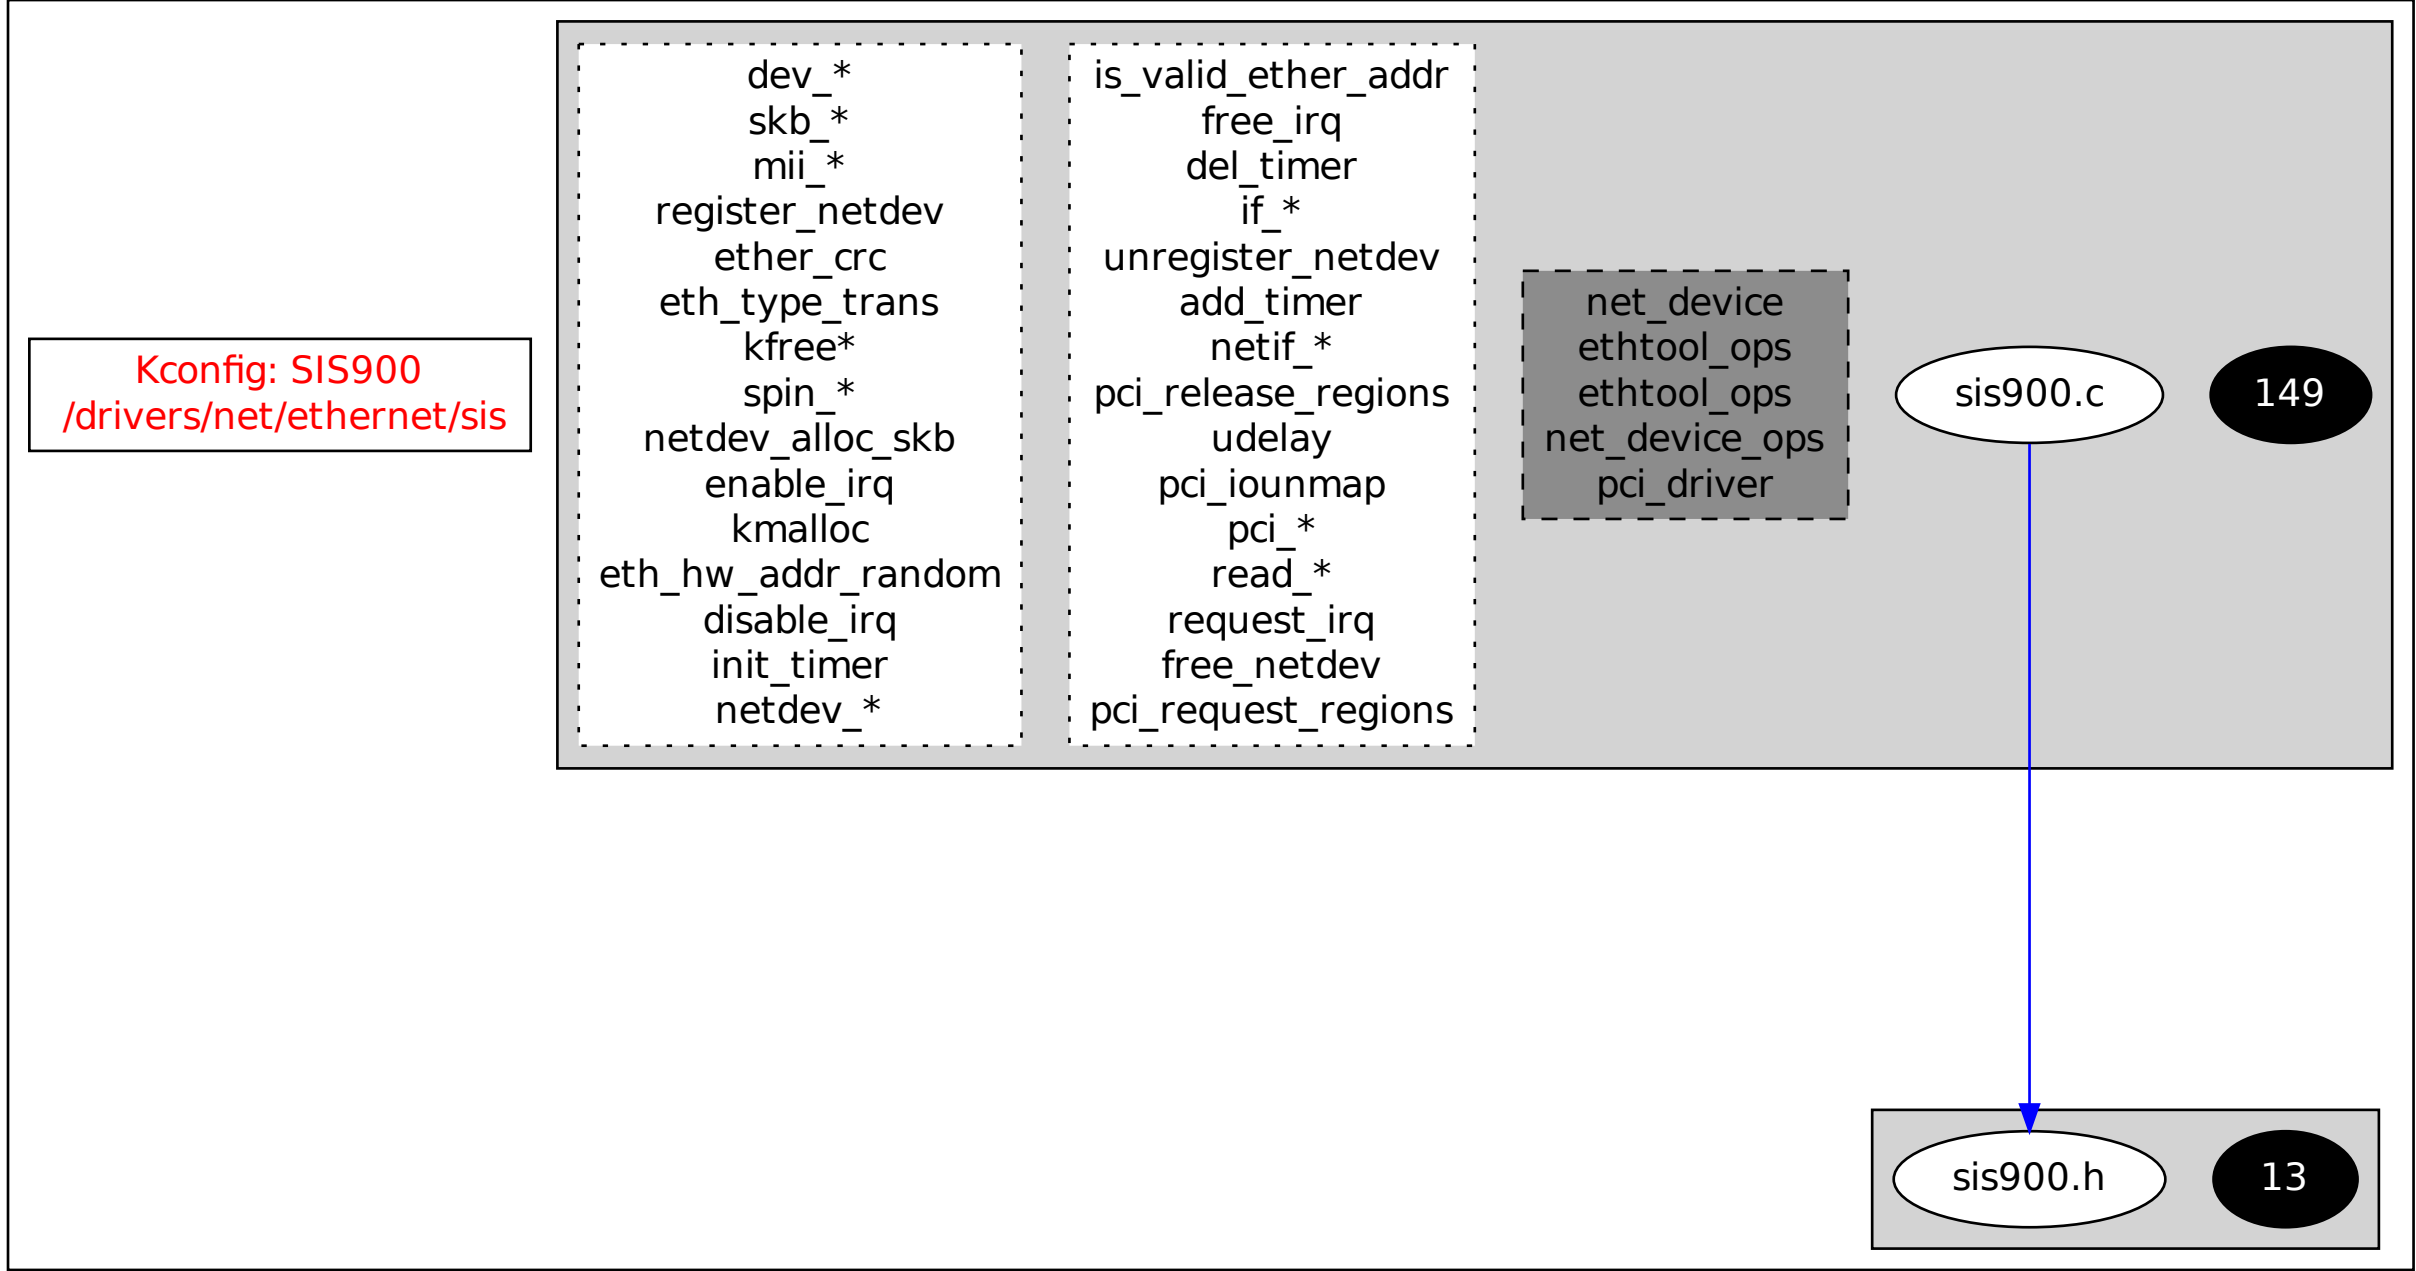 Kconfig: SIS900
/drivers/net/ethernet/sis
dev_*
skb_*
mii_*
register_netdev
ether_crc
eth_type_trans
kfree*
spin_*
netdev_alloc_skb
enable_irq
kmalloc
eth_hw_addr_random
disable_irq
init_timer
netdev_*
is_valid_ether_addr
free_irq
del_timer
if_*
unregister_netdev
add_timer
netif_*
pci_release_regions
udelay
pci_iounmap
pci_*
read_*
request_irq
free_netdev
pci_request_regions
net_device
ethtool_ops
ethtool_ops
net_device_ops
pci_driver
sis900.c
149
sis900.h
13